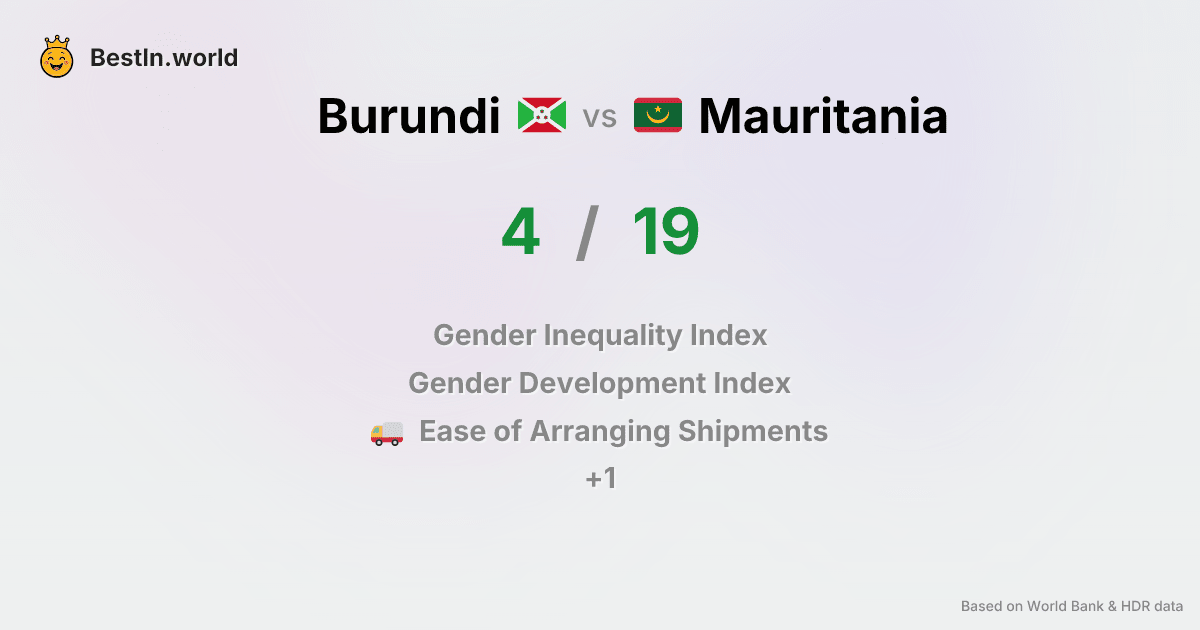 BestIn.world
Burundi vs Mauritania
4 / 19
Gender Inequality Index
Gender Development Index
Ease of Arranging Shipments
+1
Based on World Bank & HDR data